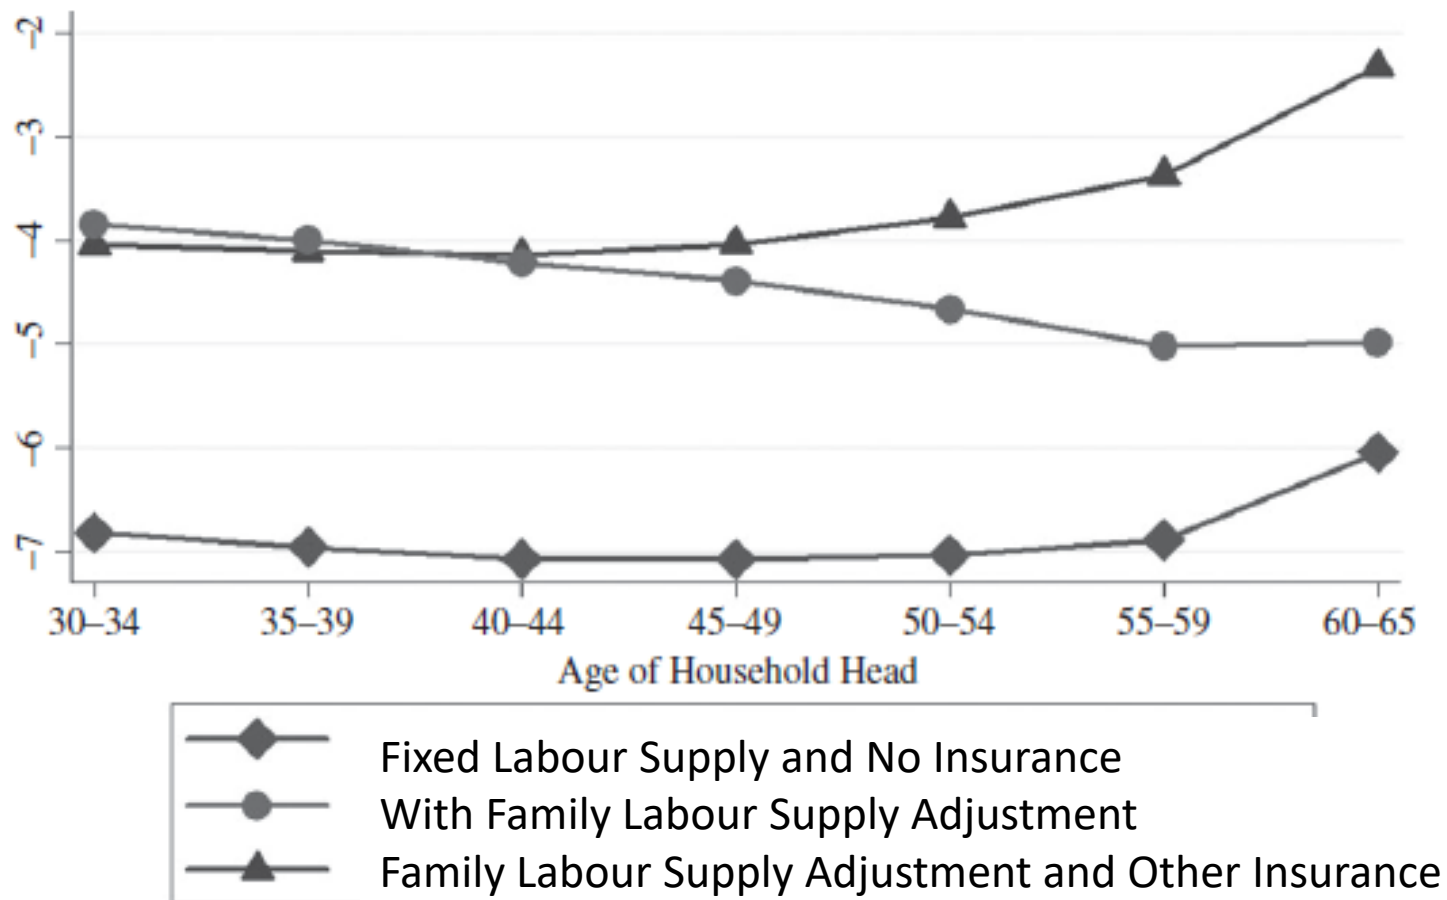 –2
–3
–4
–5
–6
–7
30–34 35–39 40–44 45–49 50–54 55–59 60–65
Age of Household Head
Fixed Labour Supply and No Insurance
With Family Labour Supply Adjustment
Family Labour Supply Adjustment and Other Insurance